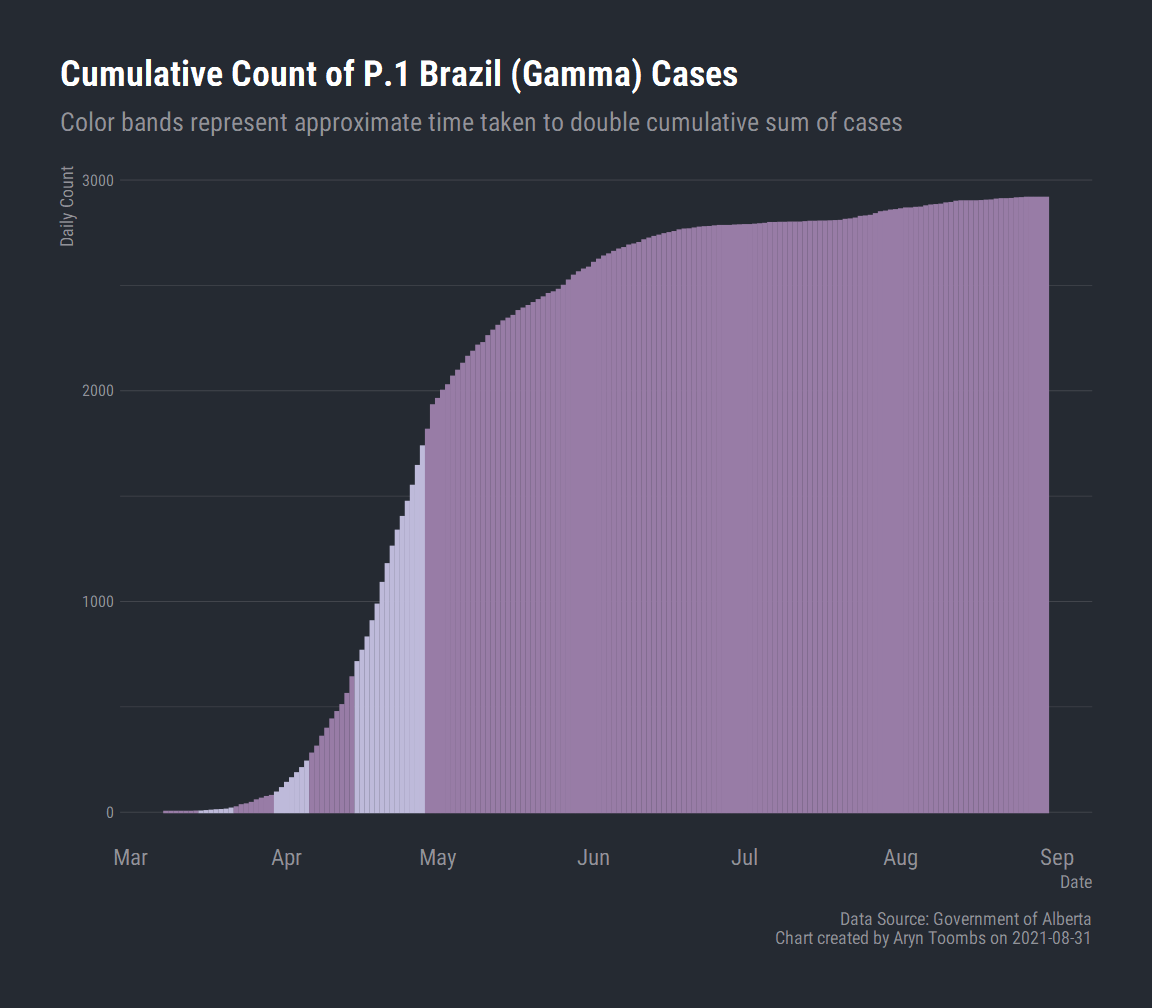 Cumulative Count of P.1 Brazil (Gamma) Cases
Color bands represent approximate time taken to double cumulative sum of cases
Daily Count
3000
2000
1000
0
Mar Apr May Jun Jul Aug Sep
Date
Data Source: Government of Alberta
Chart created by Aryn Toombs on 2021-08-31